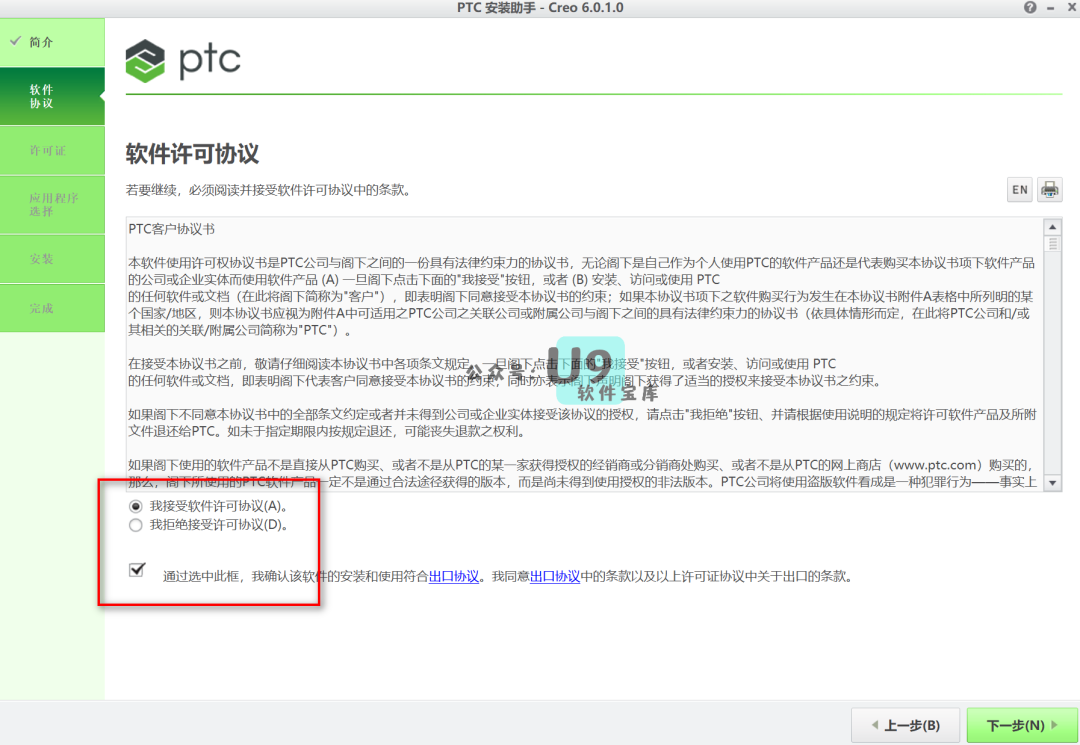 PTC 安装助手 - Creo 6.0.1.0
简介
软件
协议
许可证
应用程序
选择
安装
完成
ptc
软件许可协议
若要继续，必须阅读并接受软件许可协议中的条款。
EN
PTC客户协议书
本软件使用许可权协议书是PTC公司与阁下之间的一份具有法律约束力的协议书，无论阁下是自己作为个人使用PTC的软件产品还是代表购买本协议书项下软件产品
的公司或企业实体而使用软件产品 (A) 一旦阁下点击下面的"我接受"按钮，或者 (B) 安装、访问或使用 PTC
的任何软件或文档（在此将阁下简称为"客户"），即表明阁下同意接受本协议书的约束；如果本协议书项下之软件购买行为发生在本协议书附件A表格中所列明的某
个国家/地区，则本协议书应视为附件A中可适用之PTC公司之关联公司或附属公司与阁下之间的具有法律约束力的协议书（依具体情形而定，在此将PTC公司和/或
其相关的关联/附属公司简称为"PTC"）。
在接受本协议书之前，敬请仔细阅读本协议书中各项条文规定。一旦阁下点击下面的"我接受"按钮，或者安装、访问或使用 PTC
的任何软件或文档，即表明阁下代表客户同意接受本协议书的约束，同时亦表示阁下声明阁下获得了适当的授权来接受本协议书之约束。
公众号：U9
软件宝库
如果阁下不同意本协议书中的全部条文约定或者并未得到公司或企业实体接受该协议的授权，请点击"我拒绝"按钮、并请根据使用说明的规定将许可软件产品及所附
文件退还给PTC。如未于指定期限内按规定退还，可能丧失退款之权利。
如果阁下使用的软件产品不是直接从PTC购买、或者不是从PTC的某一家获得授权的经销商或分销商处购买、或者不是从PTC的网上商店（www.ptc.com）购买的，
那么，阁下所使用的PTC软件产品一定不是通过合法途径获得的版本，而是尚未得到使用授权的非法版本。PTC公司将使用盗版软件看成是一种犯罪行为——事实上
我接受软件许可协议(A)。
我拒绝接受许可协议(D)。
通过选中此框，我确认该软件的安装和使用符合出口协议。我同意出口协议中的条款以及以上许可证协议中关于出口的条款。
上一步(B)
下一步(N)